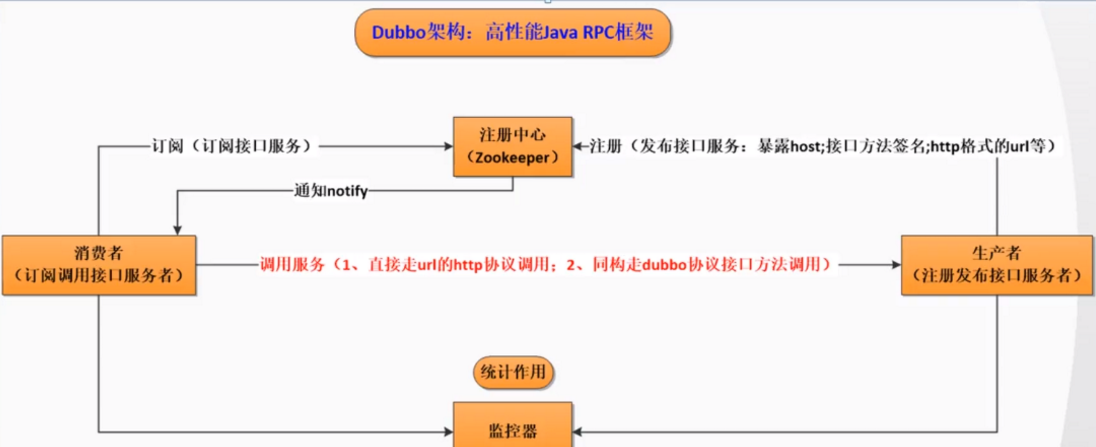 Dubbo架构：高性能Java RPC框架
注册中心
（Zookeeper）
订阅（订阅接口服务）
注册（发布接口服务：暴露host;接口方法签名;http格式的url等）
通知notify
消费者
（订阅调用接口服务者）
调用服务（1、直接走url的http协议调用；2、同构走dubbo协议接口方法调用）
生产者
（注册发布接口服务者）
统计作用
监控器